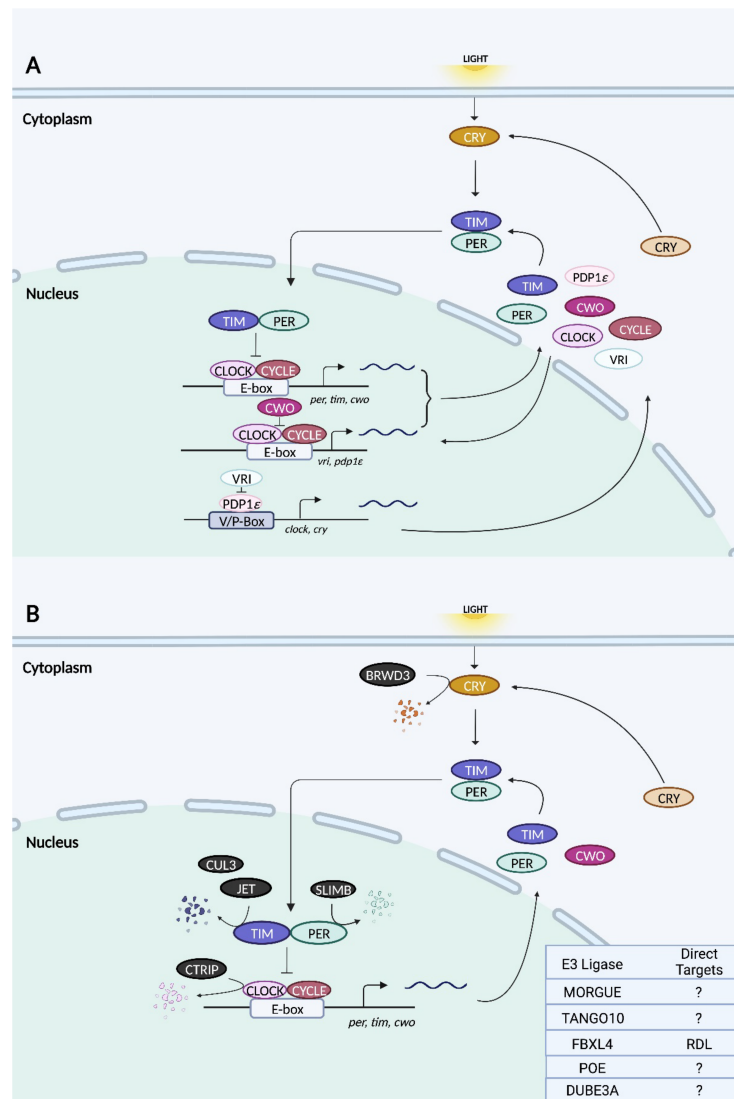 A
LIGHT
Cytoplasm
CRY
TIM
PER
CRY
Nucleus
TIM
PDP1ε
PER
CWO
CLOCK
CYCLE
VRI
TIM PER
CLOCK CYCLE
E-box
per, tim, cwo
CWO
CLOCK CYCLE
E-box
vri, pdp1ε
VRI
PDP1ε
V/P-Box
clock, cry
B
LIGHT
Cytoplasm
BRWD3
CRY
TIM
PER
CRY
Nucleus
TIM
PER
CWO
CUL3
JET
SLIMB
TIM PER
CTRIP
CLOCK CYCLE
E-box
per, tim, cwo
E3 Ligase Direct Targets
MORGUE ?
TANGO10 ?
FBXL4 RDL
POE ?
DUBE3A ?